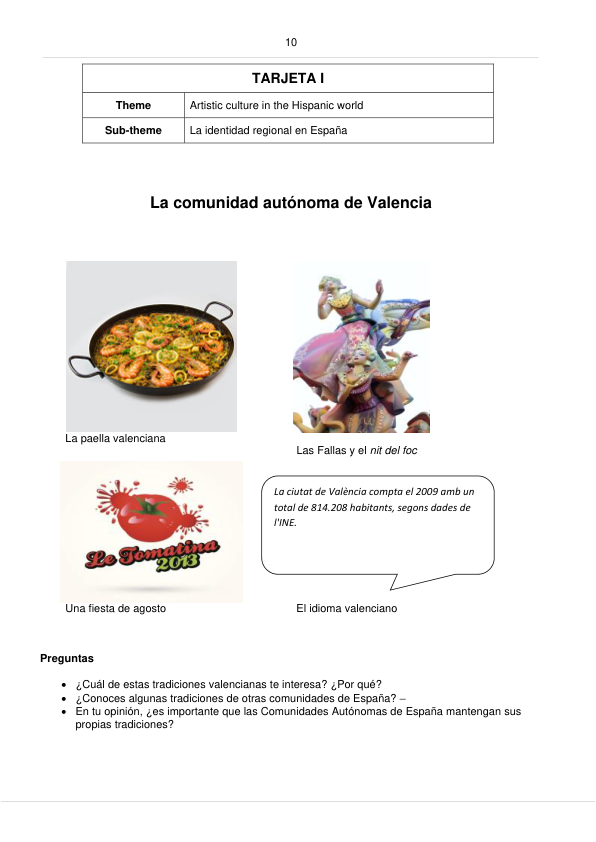 10
TARJETA I
Theme
Artistic culture in the Hispanic world
Sub-theme
La identidad regional en España
La comunidad autónoma de Valencia
La paella valenciana
Las Fallas y el nit del foc
Le Tomatina
2013
La ciutat de València compta el 2009 amb un
total de 814.208 habitants, segons dades de
l'INE.
Una fiesta de agosto
El idioma valenciano
Preguntas
• ¿Cuál de estas tradiciones valencianas te interesa? ¿Por qué?
• ¿Conoces algunas tradiciones de otras comunidades de España? –
• En tu opinión, ¿es importante que las Comunidades Autónomas de España mantengan sus
propias tradiciones?